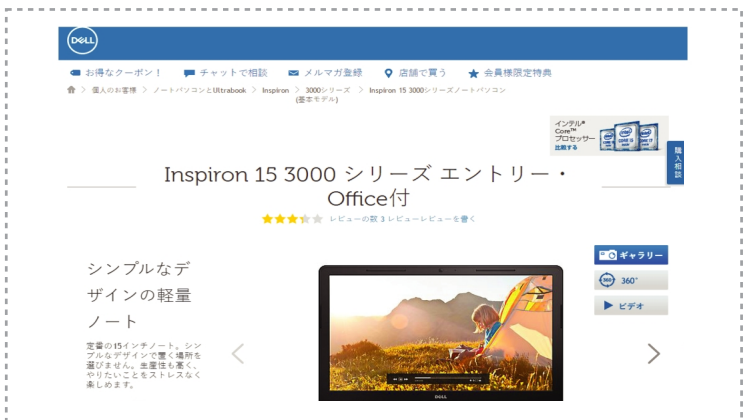 DELL
お得なクーポン！ チャットで相談 メルマガ登録 店舗で買う 会員様限定特典
個人のお客様 > ノートパソコンとUltrabook > Inspiron > 3000シリーズ > Inspiron 15 3000シリーズノートパソコン
(基本モデル)
インテル®
Core™
プロセッサー
比較する
購入相談
Inspiron 15 3000 シリーズ エントリー・
Office付
レビューの数 3 レビューレビューを書く
ギャラリー
360°
ビデオ
シンプルなデ
ザインの軽量
ノート
定番の15インチノート。シン
プルなデザインで置く場所を
選びません。生産性も高く、
やりたいことをストレスなく
楽しめます。
DELL